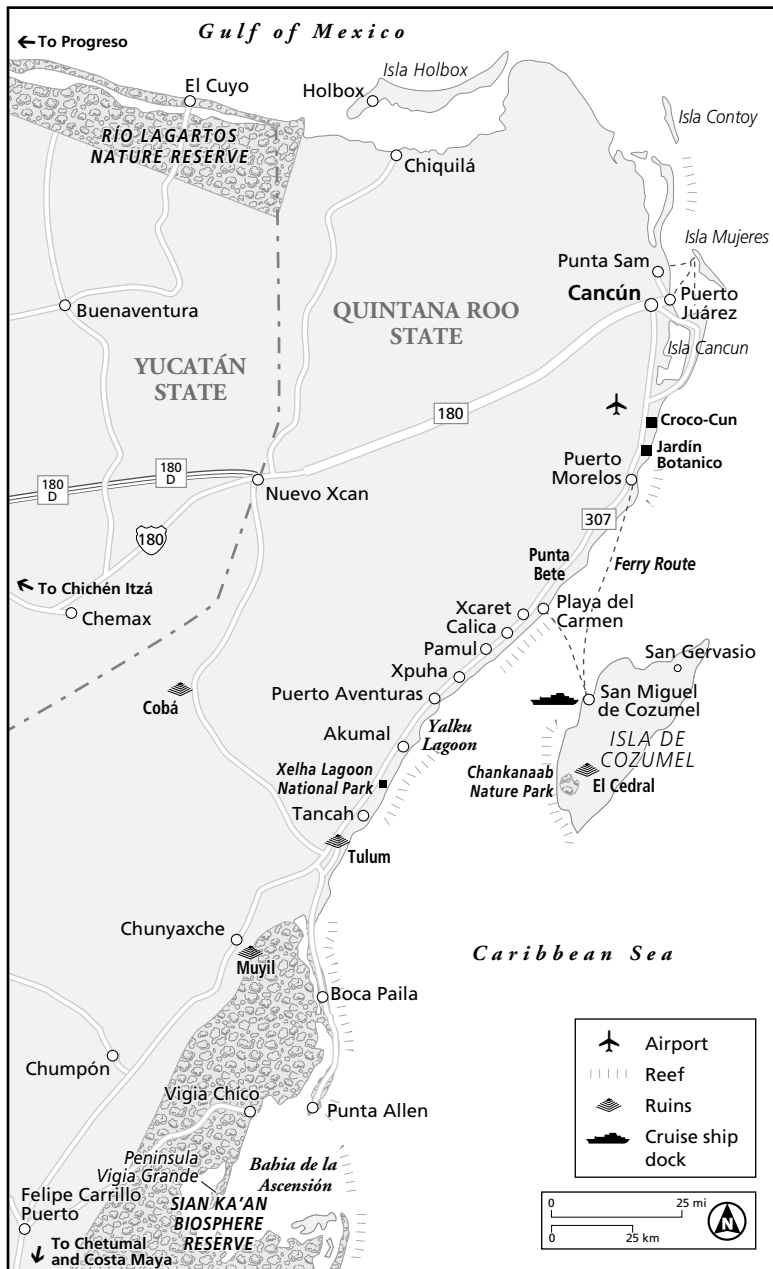 Gulf of Mexico
To Progreso
Isla Holbox
El Cuyo
Holbox
Isla Contoy
RÍO LAGARTOS
NATURE RESERVE
Chiquilá
Isla Mujeres
Punta Sam
Cancún
Puerto
Juárez
Buenaventura
QUINTANA ROO
STATE
Isla Cancun
YUCATÁN
STATE
180
Croco-Cun
Jardín
Botanico
Puerto
Morelos
180
D
180
D
Nuevo Xcan
307
180
Punta
Bete
Ferry Route
To Chichén Itzá
Chemax
Xcaret
Playa del
Carmen
Calica
Pamul
San Gervasio
Xpuha
Cobá
Puerto Aventuras
San Miguel
de Cozumel
Akumal
Yalku
Lagoon
ISLA DE
COZUMEL
Xelha Lagoon
National Park
Chankanaab
Nature Park
El Cedral
Tancah
Tulum
Chunyaxche
Muyil
Caribbean Sea
Boca Paila
Chumpón
Vigia Chico
Punta Allen
Peninsula
Vigia Grande
Bahia de la
Ascensión
Felipe Carrillo
Puerto
SIAN KA'AN
BIOSPHERE
RESERVE
To Chetumal
and Costa Maya
Airport
Reef
Ruins
Cruise ship
dock
0 25 mi
0 25 km
N